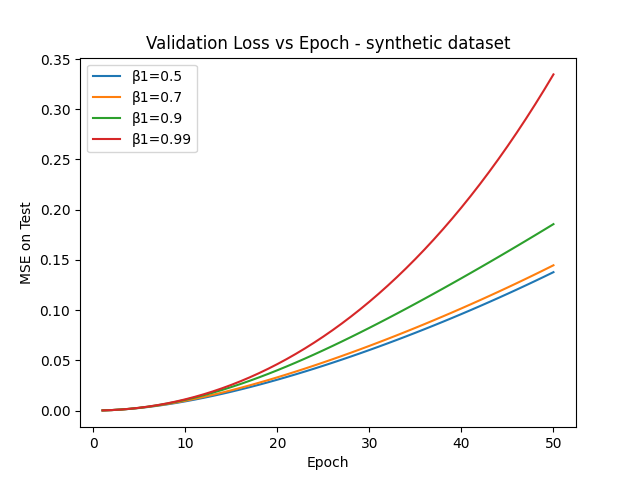 Validation Loss vs Epoch - synthetic dataset
β1=0.5
β1=0.7
β1=0.9
β1=0.99
MSE on Test
0.35
0.30
0.25
0.20
0.15
0.10
0.05
0.00
0 10 20 30 40 50
Epoch